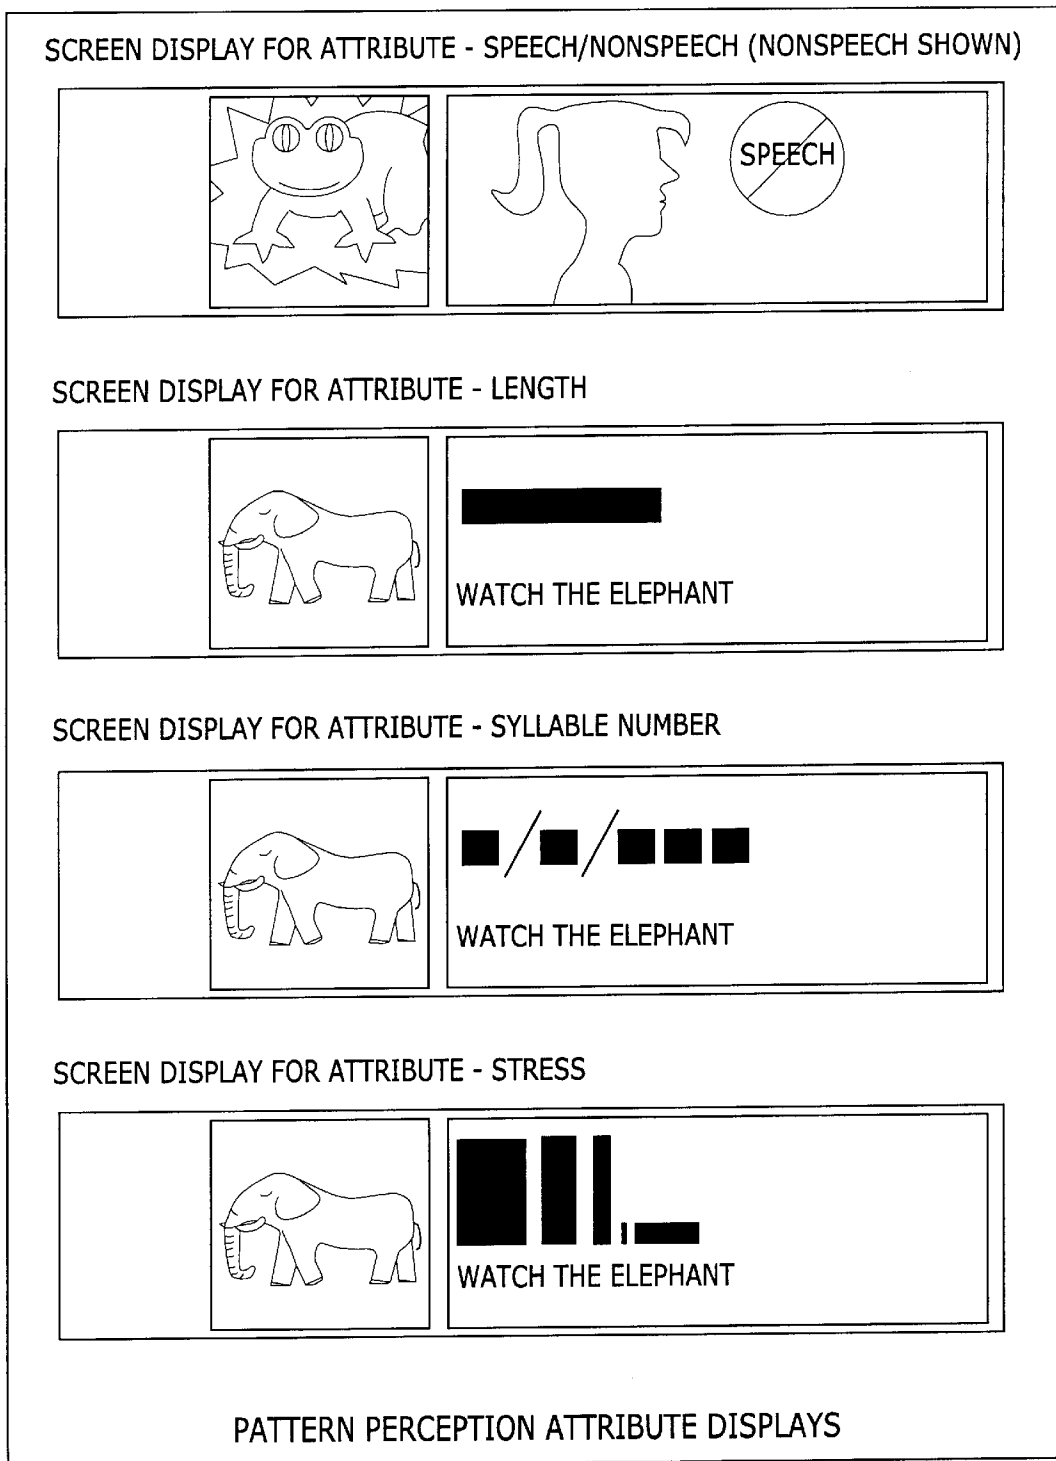 SCREEN DISPLAY FOR ATTRIBUTE - SPEECH/NONSPEECH (NONSPEECH SHOWN)
SPEECH
SCREEN DISPLAY FOR ATTRIBUTE - LENGTH
WATCH THE ELEPHANT
SCREEN DISPLAY FOR ATTRIBUTE - SYLLABLE NUMBER
WATCH THE ELEPHANT
SCREEN DISPLAY FOR ATTRIBUTE - STRESS
WATCH THE ELEPHANT
PATTERN PERCEPTION ATTRIBUTE DISPLAYS